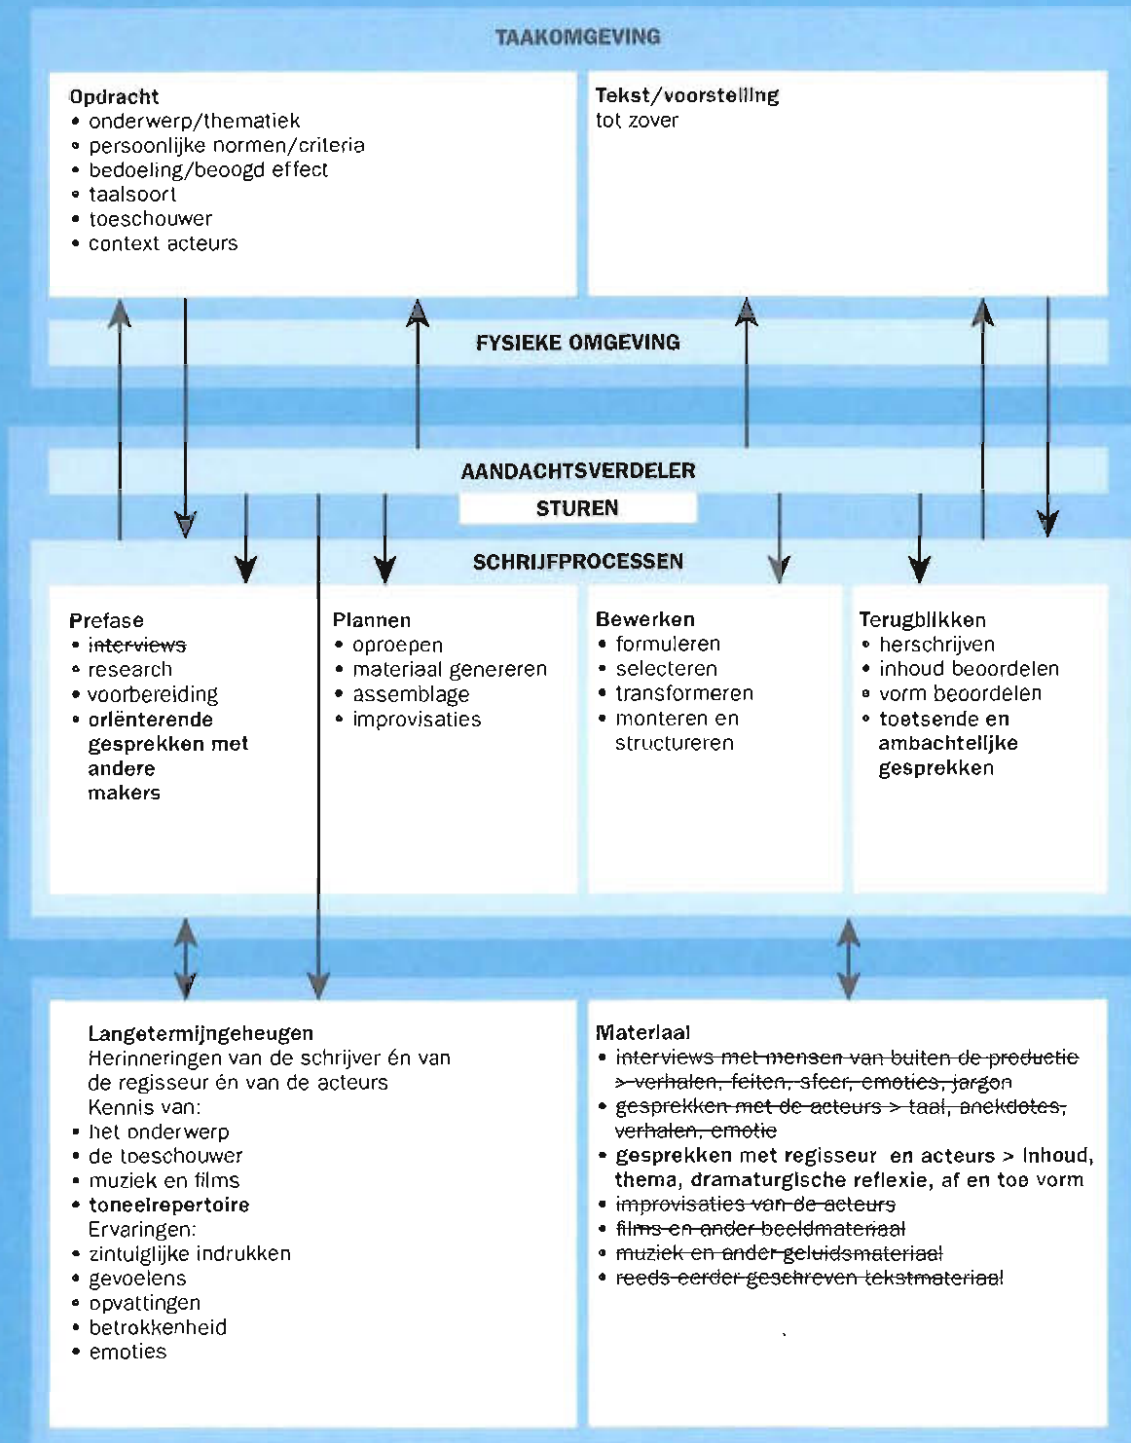 TAAKOMGEVING
Opdracht
• onderwerp/thematiek
• persoonlijke normen/criteria
• bedoeling/beoogd effect
• taalsoort
• toeschouwer
• context acteurs
Tekst/voorstelling
tot zover
FYSIEKE OMGEVING
AANDACHTSVERDELER
STUREN
SCHRIJFPROCESSEN
Prefase
• interviews
• research
• voorbereiding
• oriënterende
gesprekken met
andere
makers
Plannen
• oproepen
• materiaal genereren
• assemblage
• improvisaties
Bewerken
• formuleren
• selecteren
• transformeren
• monteren en
structureren
Terugblikken
• herschrijven
• inhoud beoordelen
• vorm beoordelen
• toetsende en
ambachtelijke
gesprekken
Langetermijngeheugen
Herinneringen van de schrijver én van
de regisseur én van de acteurs
Kennis van:
• het onderwerp
• de toeschouwer
• muziek en films
• toneelrepertoire
Ervaringen:
• zintuiglijke indrukken
• gevoelens
• opvattingen
• betrokkenheid
• emoties
Materiaal
• interviews met mensen van buiten de productie
> verhalen, feiten, sfeer, emoties, jargon
• gesprekken met de acteurs > taal, anekdotes,
verhalen, emotie
• gesprekken met regisseur en acteurs > Inhoud,
thema, dramaturgische reflexie, af en toe vorm
• improvisaties van de acteurs
• films en ander beeldmateriaal
• muziek en ander geluidsmateriaal
• reeds eerder geschreven tekstmateriaal